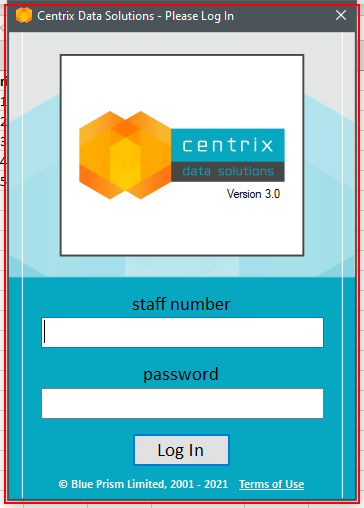 Centrix Data Solutions - Please Log In
centrix
data solutions
Version 3.0
staff number
password
Log In
© Blue Prism Limited, 2001 - 2021 Terms of Use